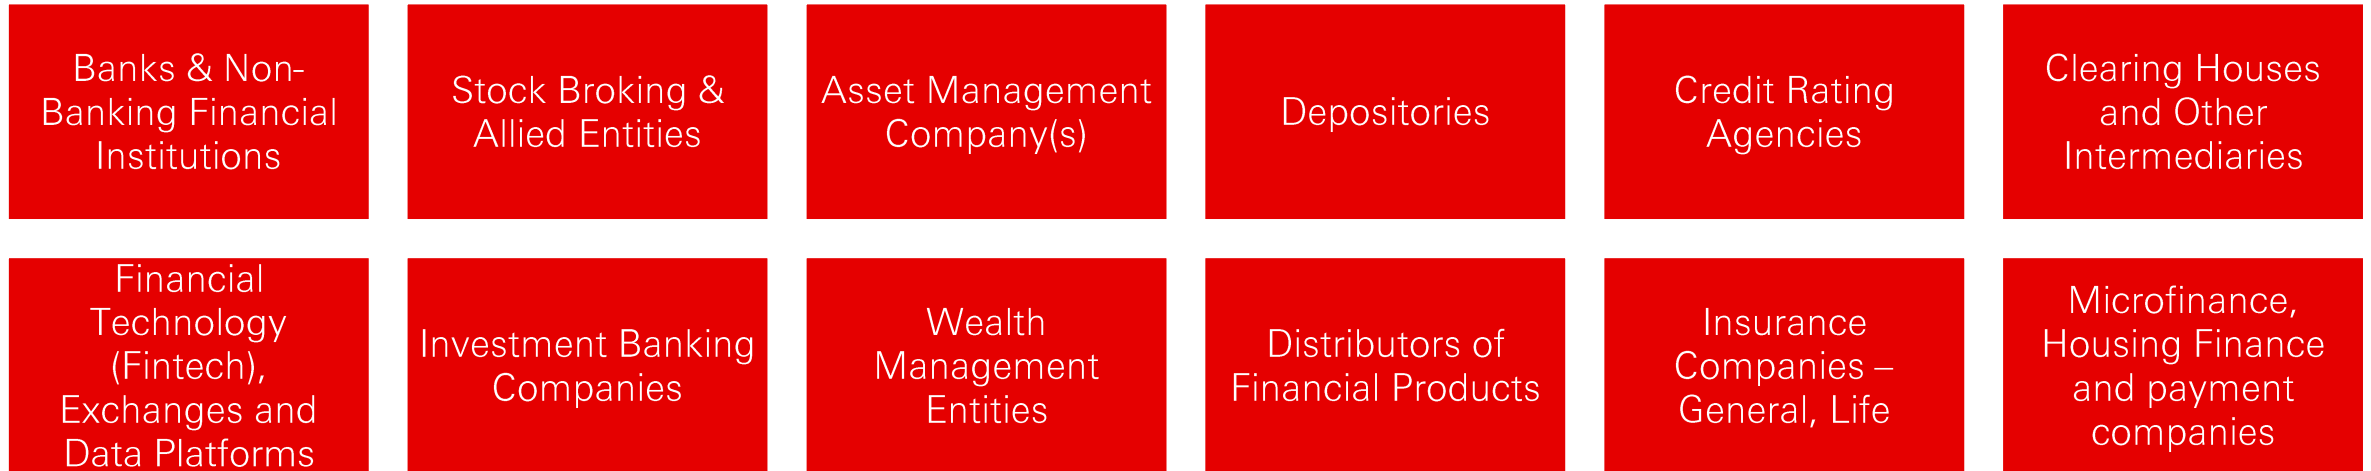 Banks & Non-
Banking Financial
Institutions
Stock Broking &
Allied Entities
Asset Management
Company(s)
Depositories
Credit Rating
Agencies
Clearing Houses
and Other
Intermediaries
Financial
Technology
(Fintech),
Exchanges and
Data Platforms
Investment Banking
Companies
Wealth
Management
Entities
Distributors of
Financial Products
Insurance
Companies –
General, Life
Microfinance,
Housing Finance
and payment
companies